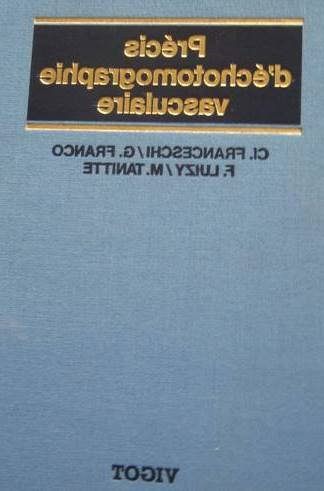 Précis
d'échotomographie
vasculaire
Cl. FRANCESCHI/G. FRANCO
F. LUIZY/M. TANITTE
VIGOT